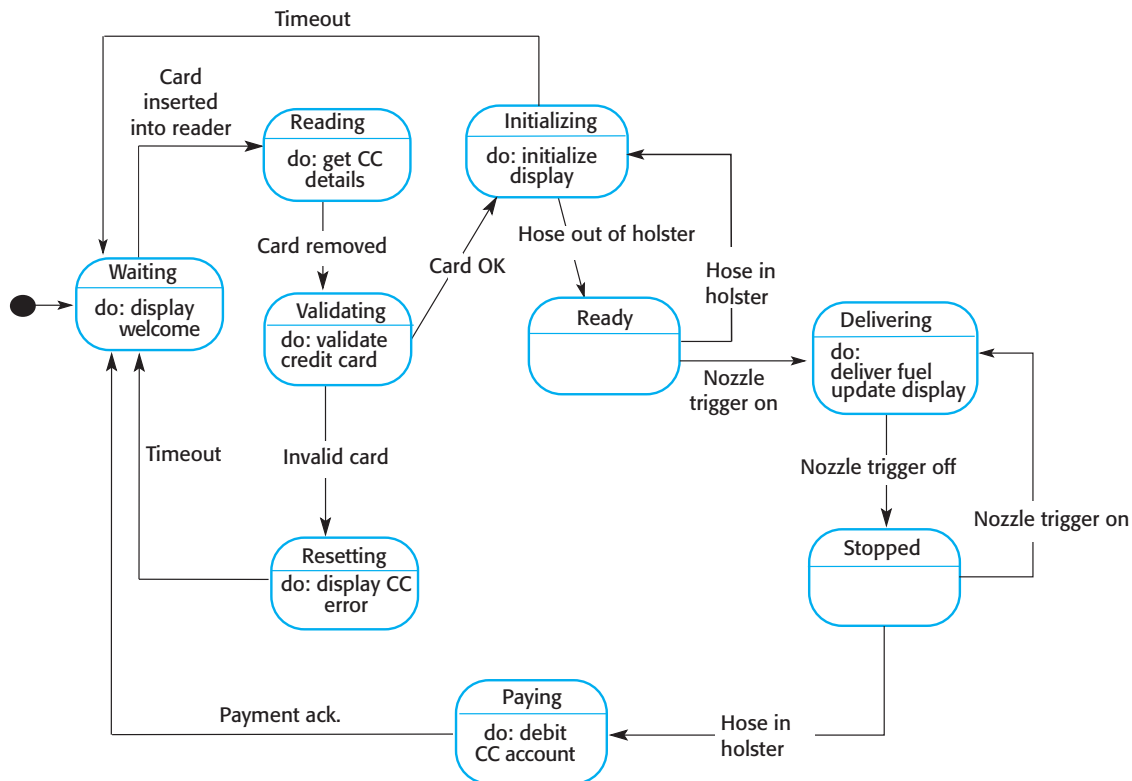 Timeout
Card
inserted
into reader
Reading
do: get CC
details
Initializing
do: initialize
display
Card removed
Card OK
Hose out of holster
Hose in
holster
Waiting
do: display
welcome
Validating
do: validate
credit card
Ready
Nozzle
trigger on
Delivering
do:
deliver fuel
update display
Timeout
Invalid card
Nozzle trigger off
Nozzle trigger on
Resetting
do: display CC
error
Stopped
Paying
do: debit
CC account
Payment ack.
Hose in
holster